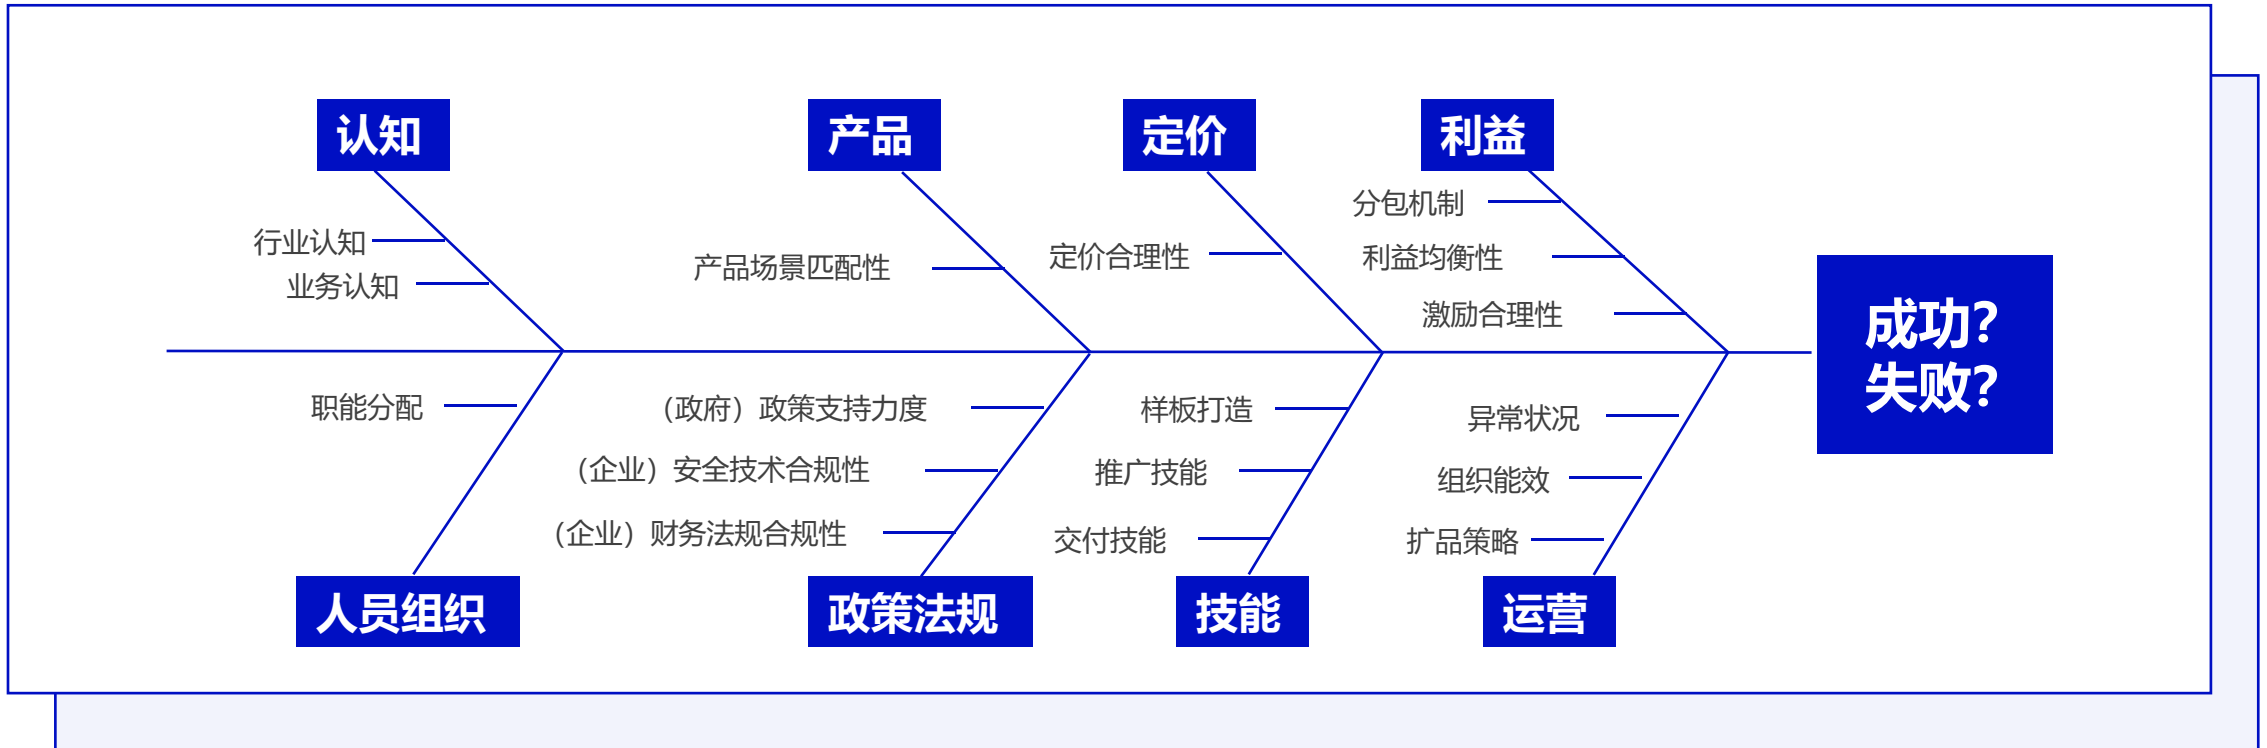 认知
产品
定价
利益
分包机制
行业认知
产品场景匹配性
定价合理性
利益均衡性
业务认知
激励合理性
成功?
失败?
职能分配
（政府）政策支持力度
样板打造
异常状况
（企业）安全技术合规性
推广技能
组织能效
（企业）财务法规合规性
交付技能
扩品策略
人员组织
政策法规
技能
运营